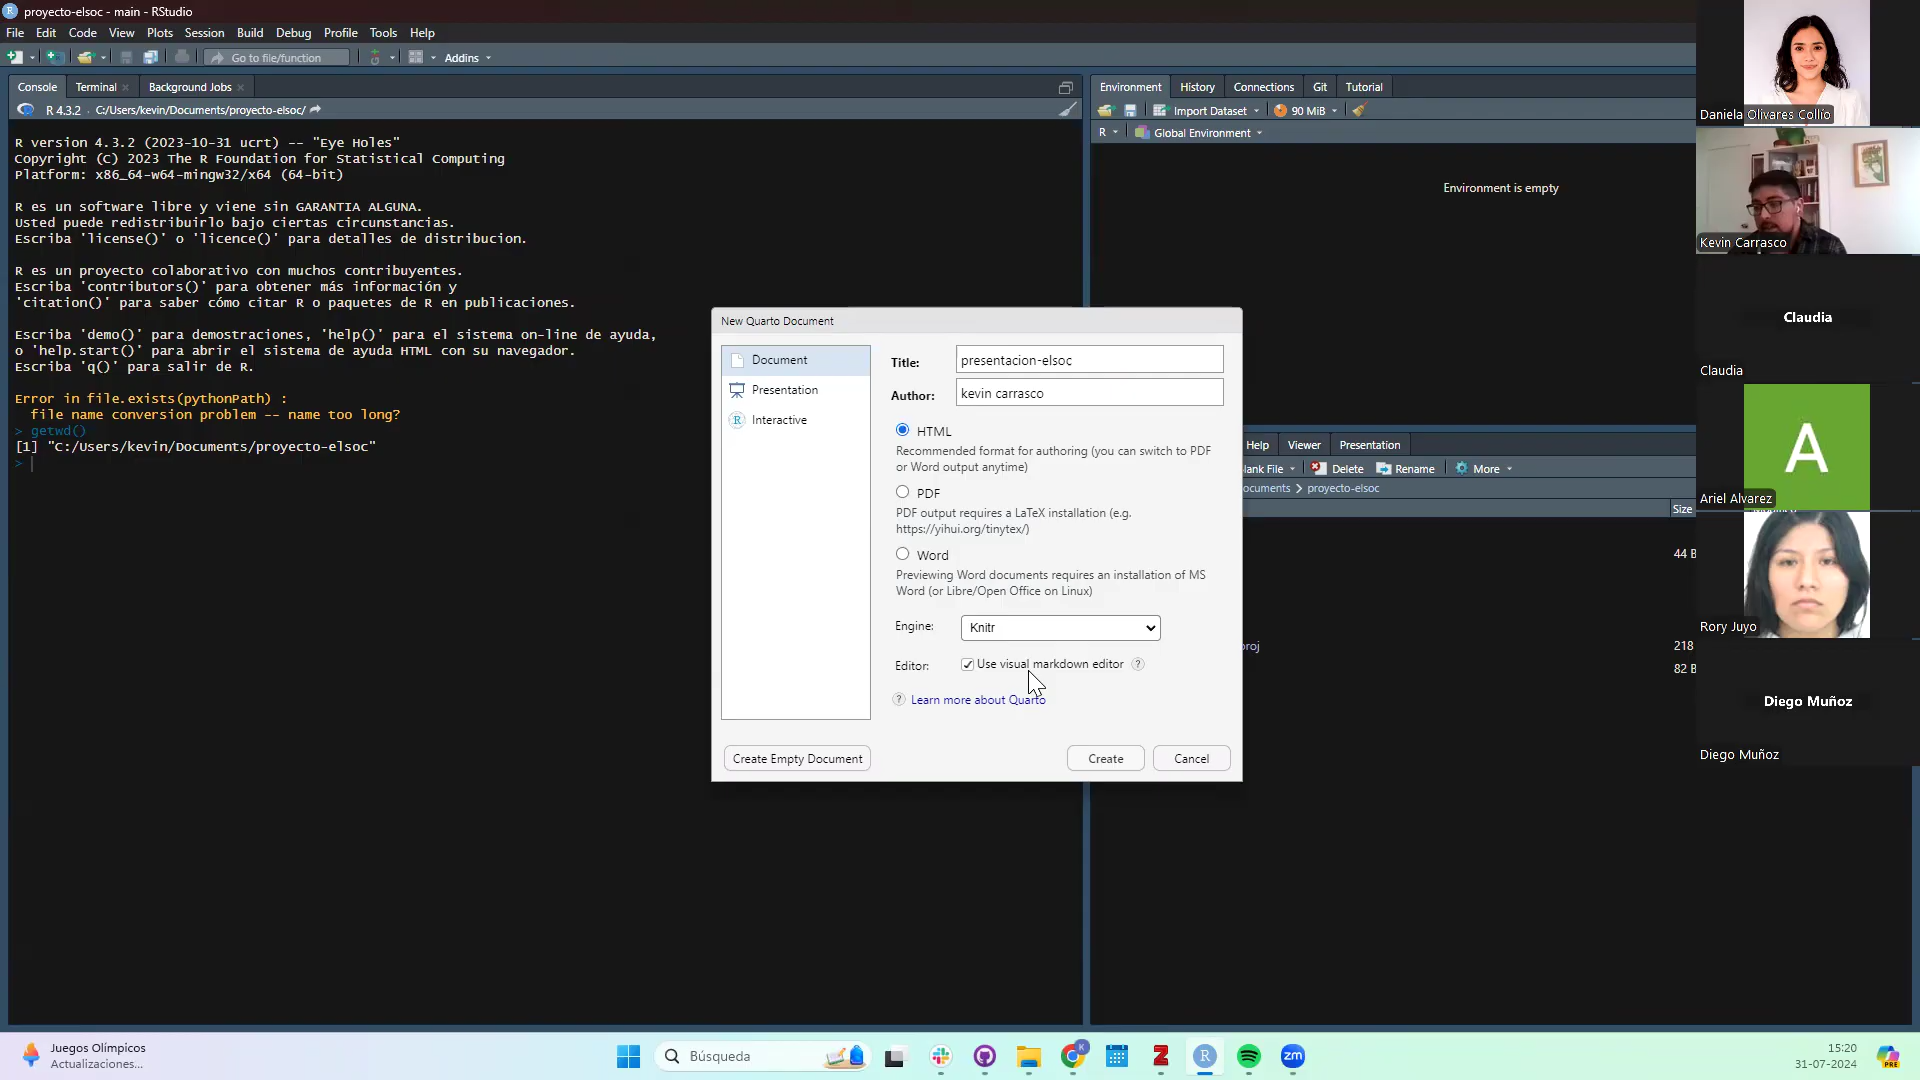 proyecto-elsoc - main - RStudio
File Edit Code View Plots Session Build Debug Profile Tools Help
Go to file/function
Addins
Console Terminal Background Jobs
R 4.3.2 . C:/Users/kevin/Documents/proyecto-elsoc/
R version 4.3.2 (2023-10-31 ucrt) -- "Eye Holes"
Copyright (C) 2023 The R Foundation for Statistical Computing
Platform: x86_64-w64-mingw32/x64 (64-bit)
R es un software libre y viene sin GARANTIA ALGUNA.
Usted puede redistribuirlo bajo ciertas circunstancias.
Escriba 'license()' o 'licence()' para detalles de distribucion.
R es un proyecto colaborativo con muchos contribuyentes.
Escriba 'contributors()' para obtener más información y
'citation()' para saber cómo citar R o paquetes de R en publicaciones.
Escriba 'demo()' para demostraciones, 'help()' para el sistema on-line de ayuda,
o 'help.start()' para abrir el sistema de ayuda HTML con su navegador.
Escriba 'q()' para salir de R.
Error in file.exists(pythonPath) :
file name conversion problem -- name too long?
> getwd()
[1] "C:/Users/kevin/Documents/proyecto-elsoc"
>
Environment History Connections Git Tutorial
Import Dataset 90 MiB
R Global Environment
Environment is empty
New Quarto Document
Document
Presentation
Interactive
Title: presentacion-elsoc
Author: kevin carrasco
HTML
Recommended format for authoring (you can switch to PDF
or Word output anytime)
PDF
PDF output requires a LaTeX installation (e.g.
https://yihui.org/tinytex/)
Word
Previewing Word documents requires an installation of MS
Word (or Libre/Open Office on Linux)
Engine: Knitr
Editor: Use visual markdown editor ?
? Learn more about Quarto
Create Empty Document Create Cancel
Help Viewer Presentation
lank File Delete Rename More
ocuments > proyecto-elsoc
Size
44 B
roj 218
82 B
Daniela Olivares Collío
Kevin Carrasco
Claudia
Claudia
A
Ariel Alvarez
Rory Juyo
Diego Muñoz
Diego Muñoz
Juegos Olímpicos
Actualizaciones...
Búsqueda
K
Z
R
zm
15:20
31-07-2024
PRE